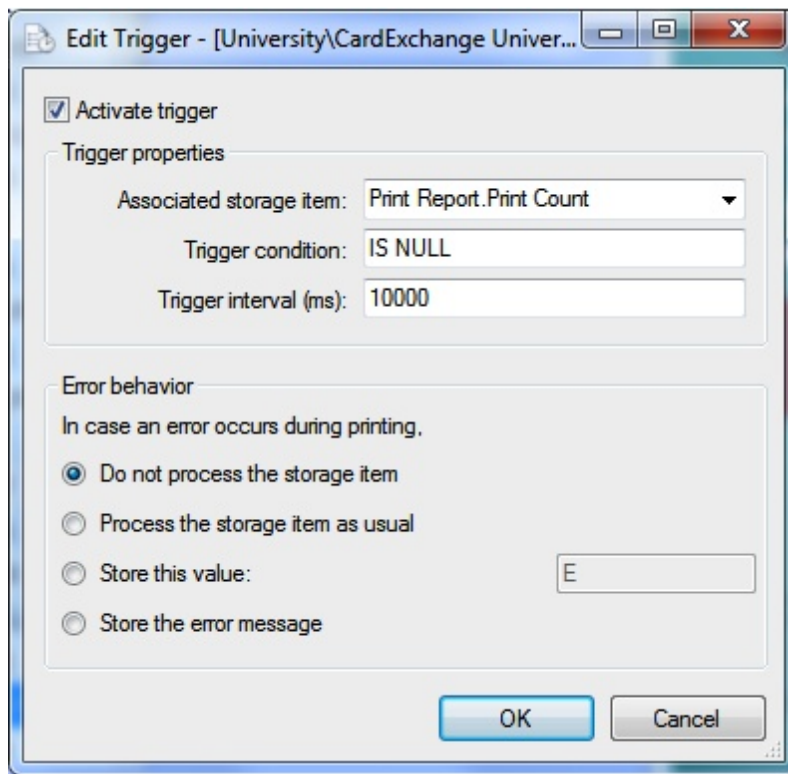 Edit Trigger - [University\CardExchange Univer...
Activate trigger
Trigger properties
Associated storage item: Print Report.Print Count
Trigger condition: IS NULL
Trigger interval (ms): 10000
Error behavior
In case an error occurs during printing,
Do not process the storage item
Process the storage item as usual
Store this value: E
Store the error message
OK Cancel